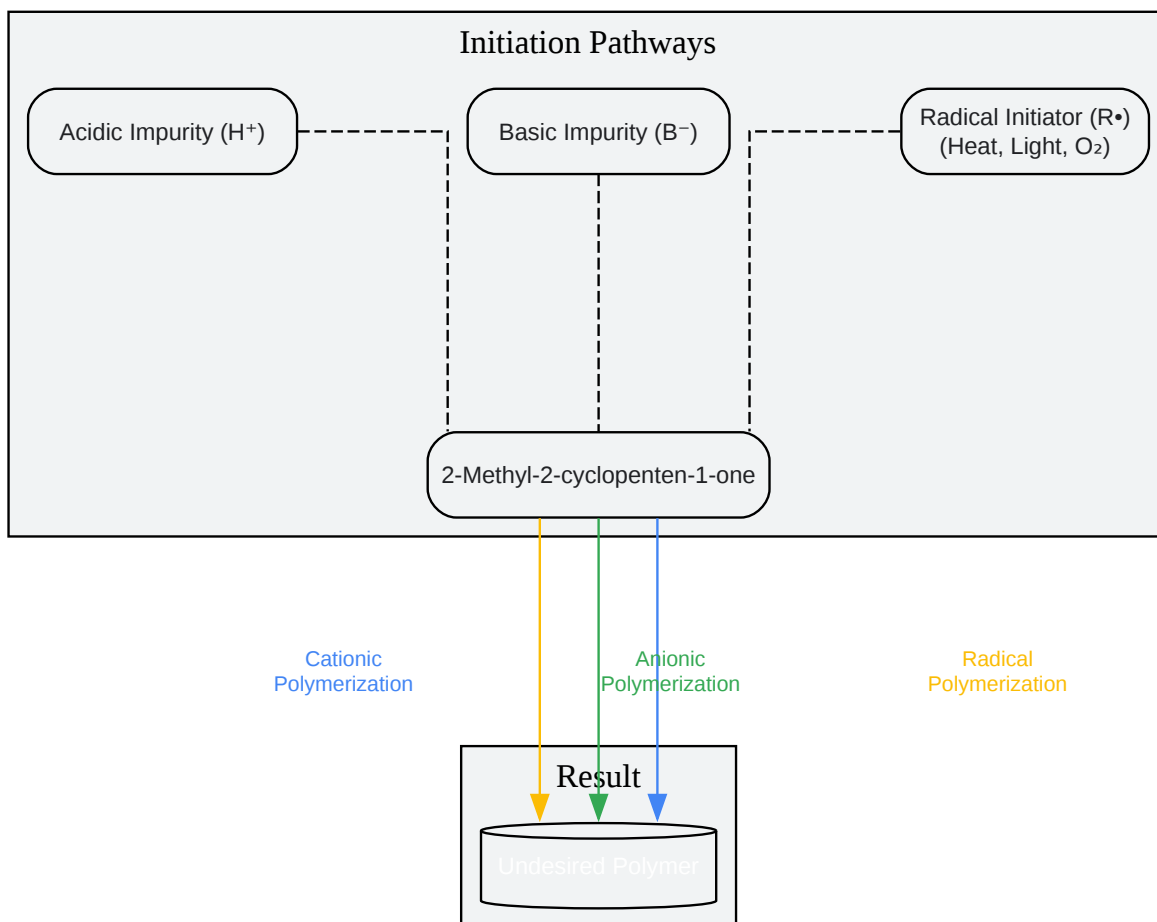 Initiation Pathways
Acidic Impurity (H⁺)
Basic Impurity (B⁻)
Radical Initiator (R•)
(Heat, Light, O₂)
2-Methyl-2-cyclopenten-1-one
Cationic
Polymerization
Anionic
Polymerization
Radical
Polymerization
Result
Undesired Polymer